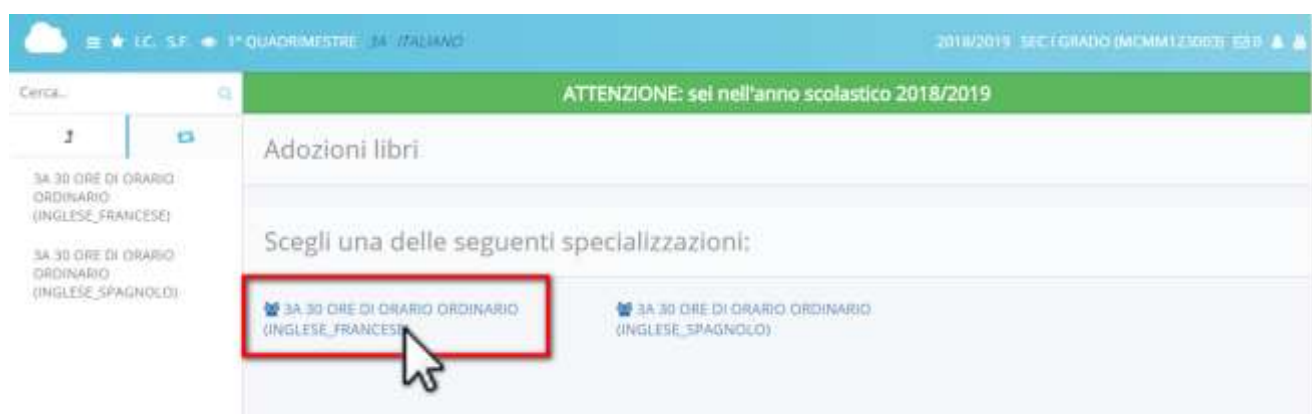 I.C. S.F. 1° QUADRIMESTRE 3A ITALIANO
2018/2019 SEC I GRADO (MCMM123003) 0
Cerca...
ATTENZIONE: sei nell'anno scolastico 2018/2019
Adozioni libri
3A 30 ORE DI ORARIO
ORDINARIO
(INGLESE_FRANCESE)
3A 30 ORE DI ORARIO
ORDINARIO
(INGLESE_SPAGNOLO)
Scegli una delle seguenti specializzazioni:
3A 30 ORE DI ORARIO ORDINARIO
(INGLESE_FRANCESE)
3A 30 ORE DI ORARIO ORDINARIO
(INGLESE_SPAGNOLO)